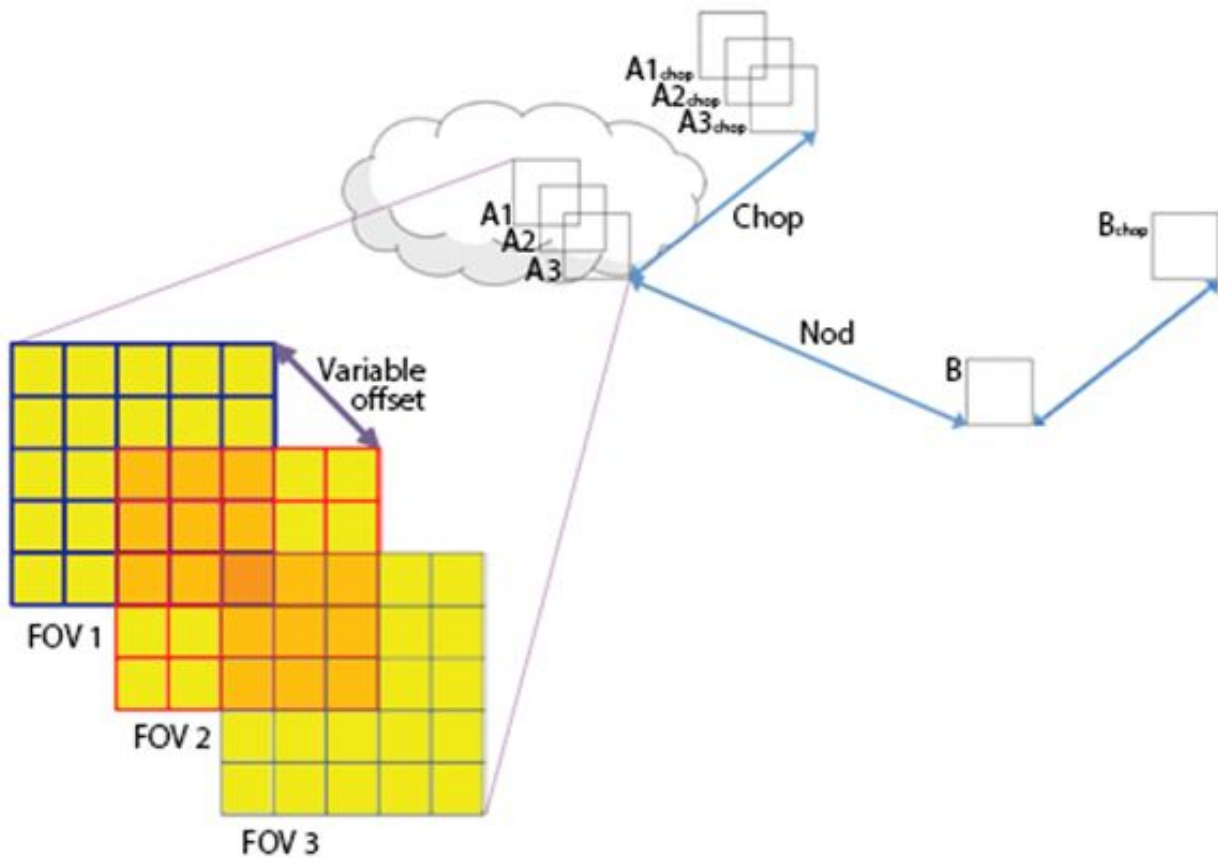 A1chop
A2chop
A3chop
A1
A2
A3
Chop
Bchop
Nod
B
Variable
offset
FOV 1
FOV 2
FOV 3